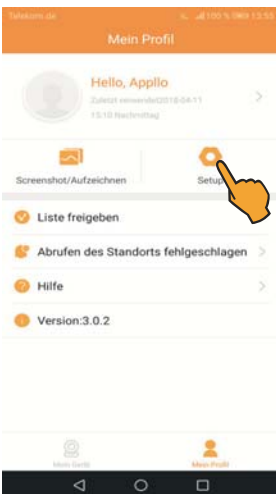 Telekom.de 100 % 13:53
Mein Profil
Hello, Appllo
Zuletzt verwendet2018-04-11
15:10 Nachmittag
Screenshot/Aufzeichnen
Setup
Liste freigeben
Abrufen des Standorts fehlgeschlagen
Hilfe
Version:3.0.2
Mein Gerät
Mein Profil